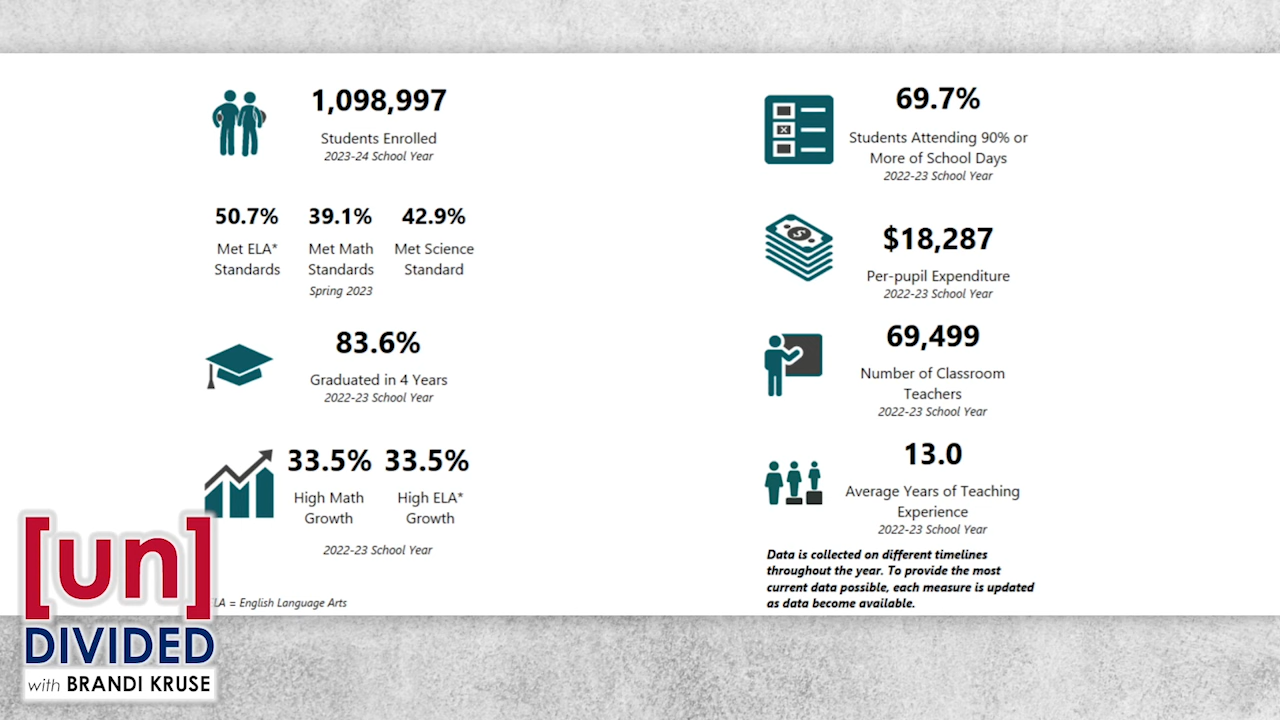 1,098,997
Students Enrolled
2023-24 School Year
50.7% 39.1% 42.9%
Met ELA* Met Math Met Science
Standards Standards Standard
Spring 2023
83.6%
Graduated in 4 Years
2022-23 School Year
33.5% 33.5%
High Math High ELA*
Growth Growth
2022-23 School Year
LA = English Language Arts
69.7%
Students Attending 90% or
More of School Days
2022-23 School Year
$
$18,287
Per-pupil Expenditure
2022-23 School Year
69,499
Number of Classroom
Teachers
2022-23 School Year
13.0
Average Years of Teaching
Experience
2022-23 School Year
Data is collected on different timelines
throughout the year. To provide the most
current data possible, each measure is updated
as data become available.
[un]
DIVIDED
with BRANDI KRUSE